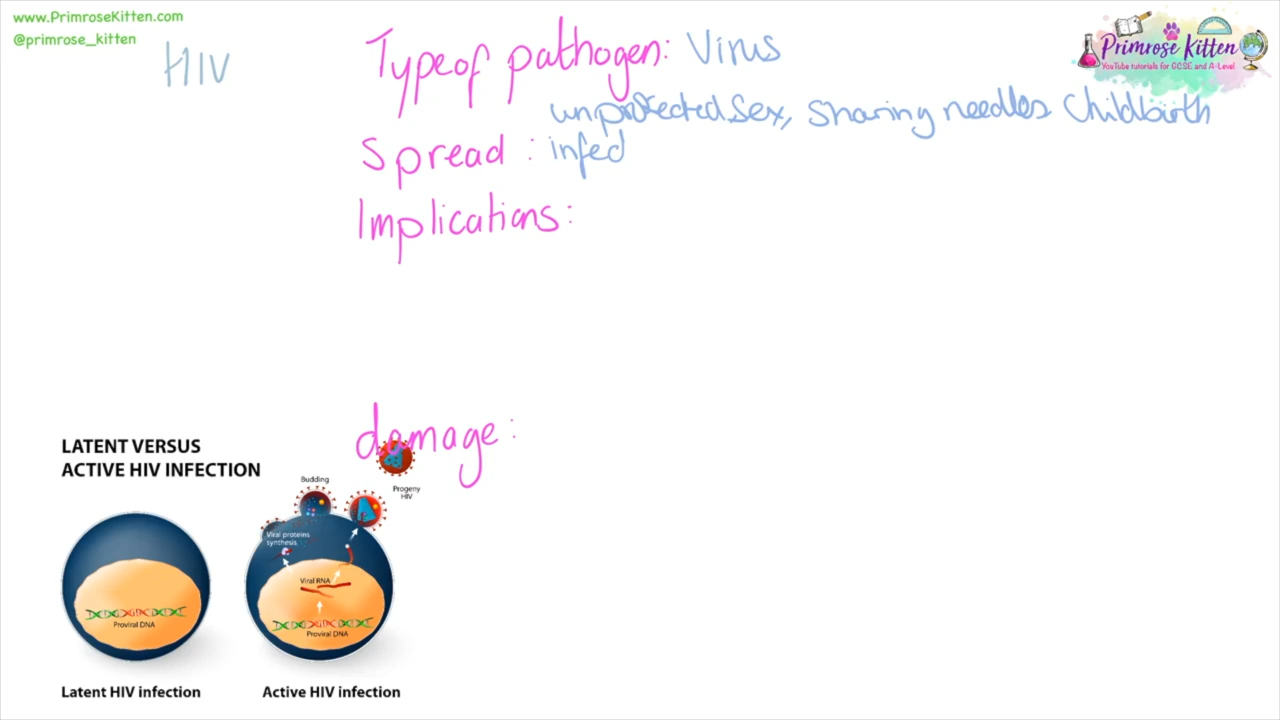 www.PrimroseKitten.com
@primrose_kitten
HIV
Type of pathogen: Virus
Primrose Kitten
YouTube tutorials for GCSE and A-Level
unprotected sex, sharing needles Childbirth
Spread : infec
Implications:
damage:
LATENT VERSUS
ACTIVE HIV INFECTION
Budding
Progeny
HIV
Viral proteins
synthesis
Viral RNA
Proviral DNA
Proviral DNA
Latent HIV infection
Active HIV infection